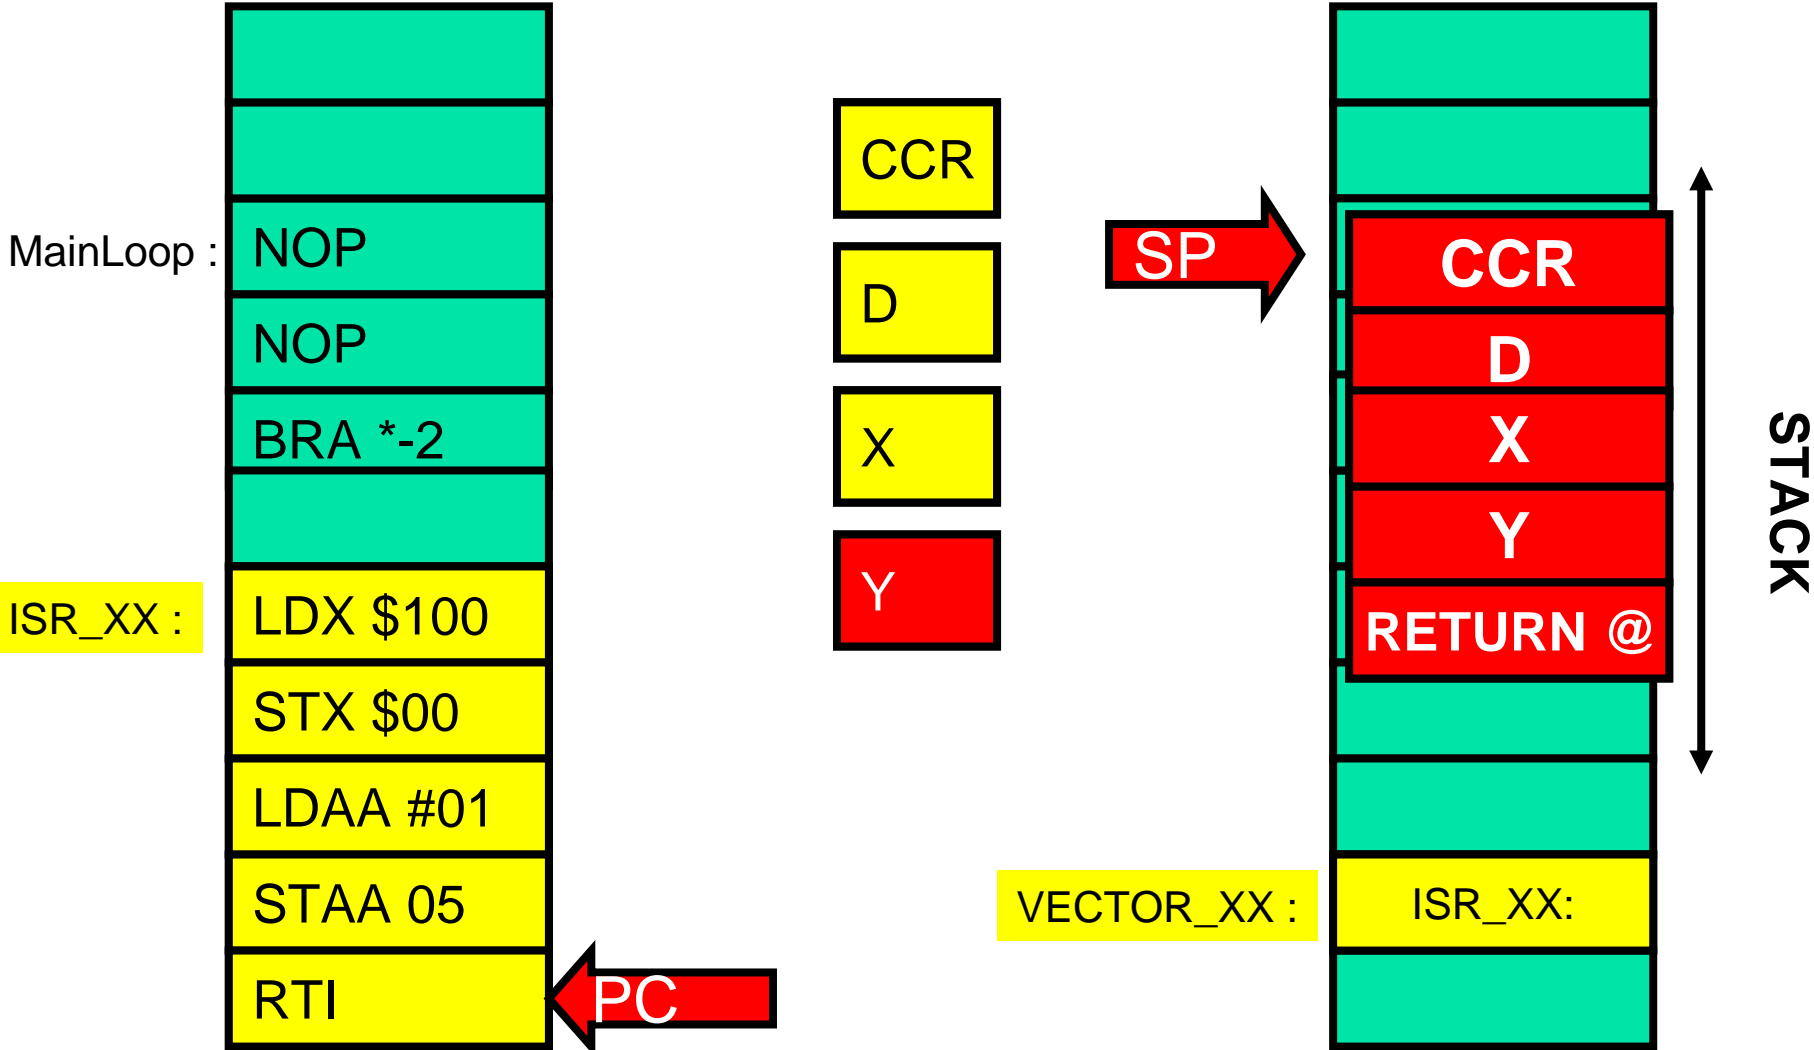 MainLoop :
NOP
NOP
BRA *-2
ISR_XX :
LDX $100
STX $00
LDAA #01
STAA 05
RTI
PC
CCR
D
X
Y
SP
CCR
D
X
Y
RETURN @
STACK
VECTOR_XX :
ISR_XX: